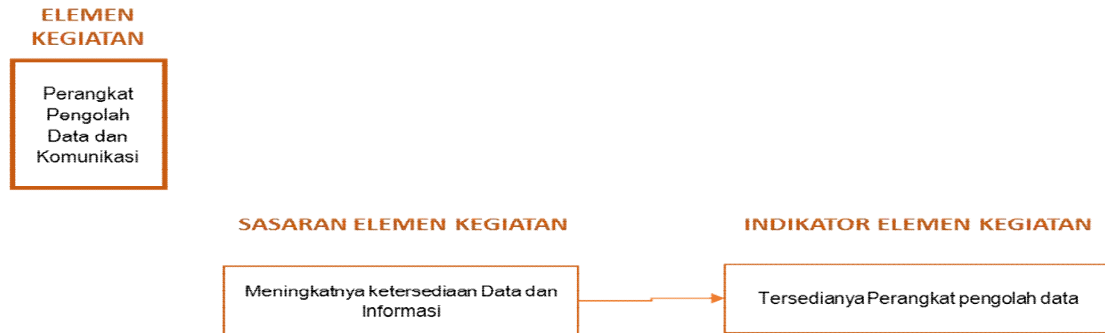 ELEMEN
KEGIATAN
Perangkat
Pengolah
Data dan
Komunikasi
SASARAN ELEMEN KEGIATAN
INDIKATOR ELEMEN KEGIATAN
Meningkatnya ketersediaan Data dan
Informasi
Tersedianya Perangkat pengolah data